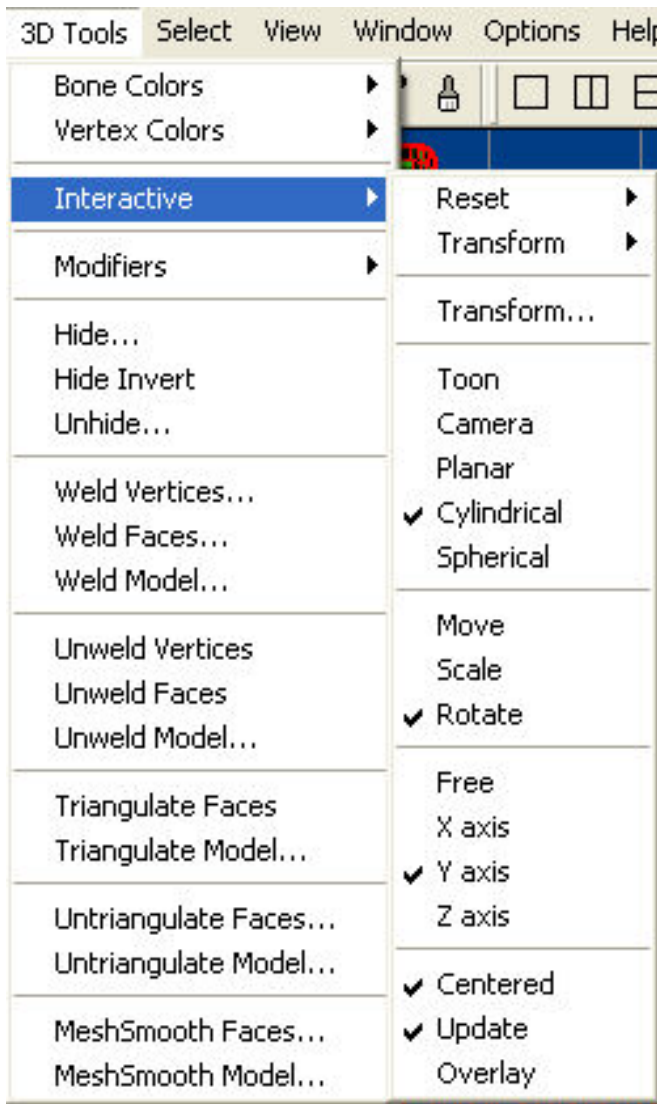 3D Tools Select View Window Options Help
Bone Colors
Vertex Colors
Interactive
Modifiers
Hide...
Hide Invert
Unhide...
Weld Vertices...
Weld Faces...
Weld Model...
Unweld Vertices
Unweld Faces
Unweld Model...
Triangulate Faces
Triangulate Model...
Untriangulate Faces...
Untriangulate Model...
MeshSmooth Faces...
MeshSmooth Model...
Reset
Transform
Transform...
Toon
Camera
Planar
Cylindrical
Spherical
Move
Scale
Rotate
Free
X axis
Y axis
Z axis
Centered
Update
Overlay